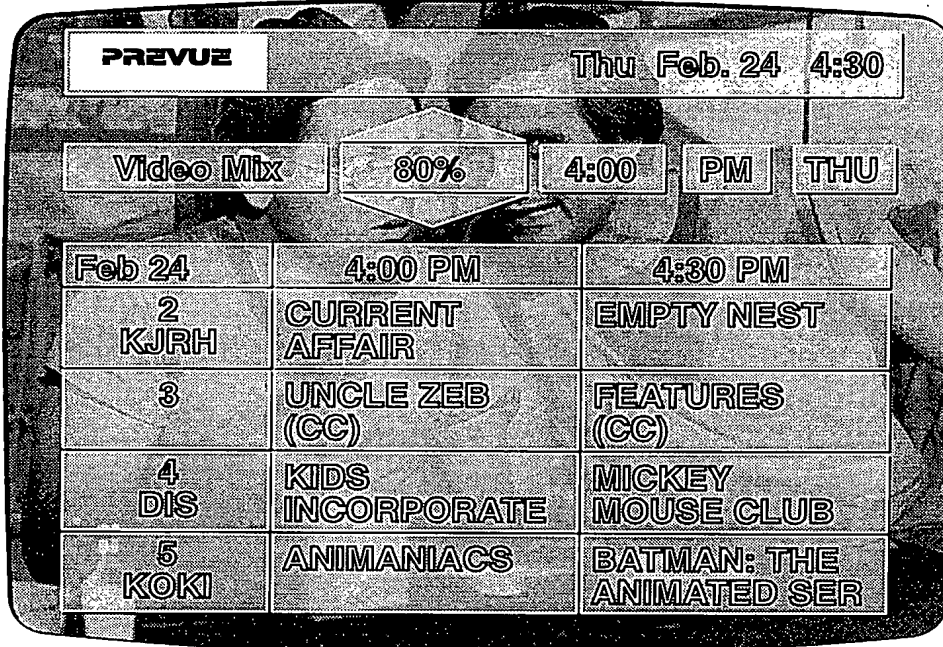 PREVUE
Thu Feb. 24 4:30
Video Mix 80% 4:00 PM THU
Feb 24 4:00 PM 4:30 PM
2
KJRH
CURRENT
AFFAIR
EMPTY NEST
3
UNCLE ZEB
(CC)
FEATURES
(CC)
4
DIS
KIDS
INCORPORATE
MICKEY
MOUSE CLUB
5
KOKI
ANIMANIACS
BATMAN: THE
ANIMATED SER